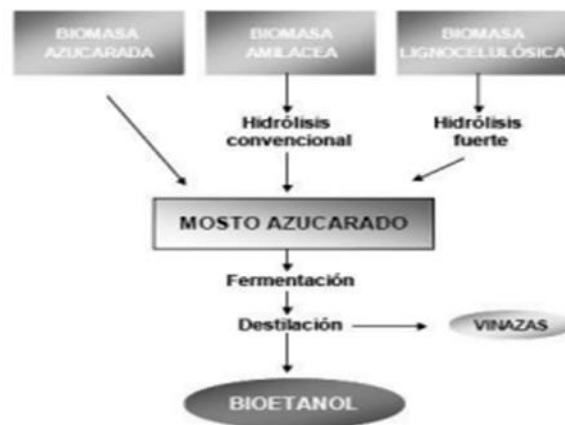 BIOMASA
AZUCARADA
BIOMASA
AMILACEA
BIOMASA
LIGNOCELULÓSICA
Hidrólisis
convencional
Hidrólisis
fuerte
MOSTO AZUCARADO
Fermentación
Destilación
VINAZAS
BIOETANOL